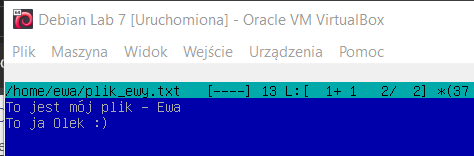 Debian Lab 7 [Uruchomiona] - Oracle VM VirtualBox
Plik Maszyna Widok Wejście Urządzenia Pomoc
/home/ewa/plik_ewy.txt [----] 13 L:[ 1+ 1 2/ 2] *(37
To jest mój plik - Ewa
To ja Olek :)